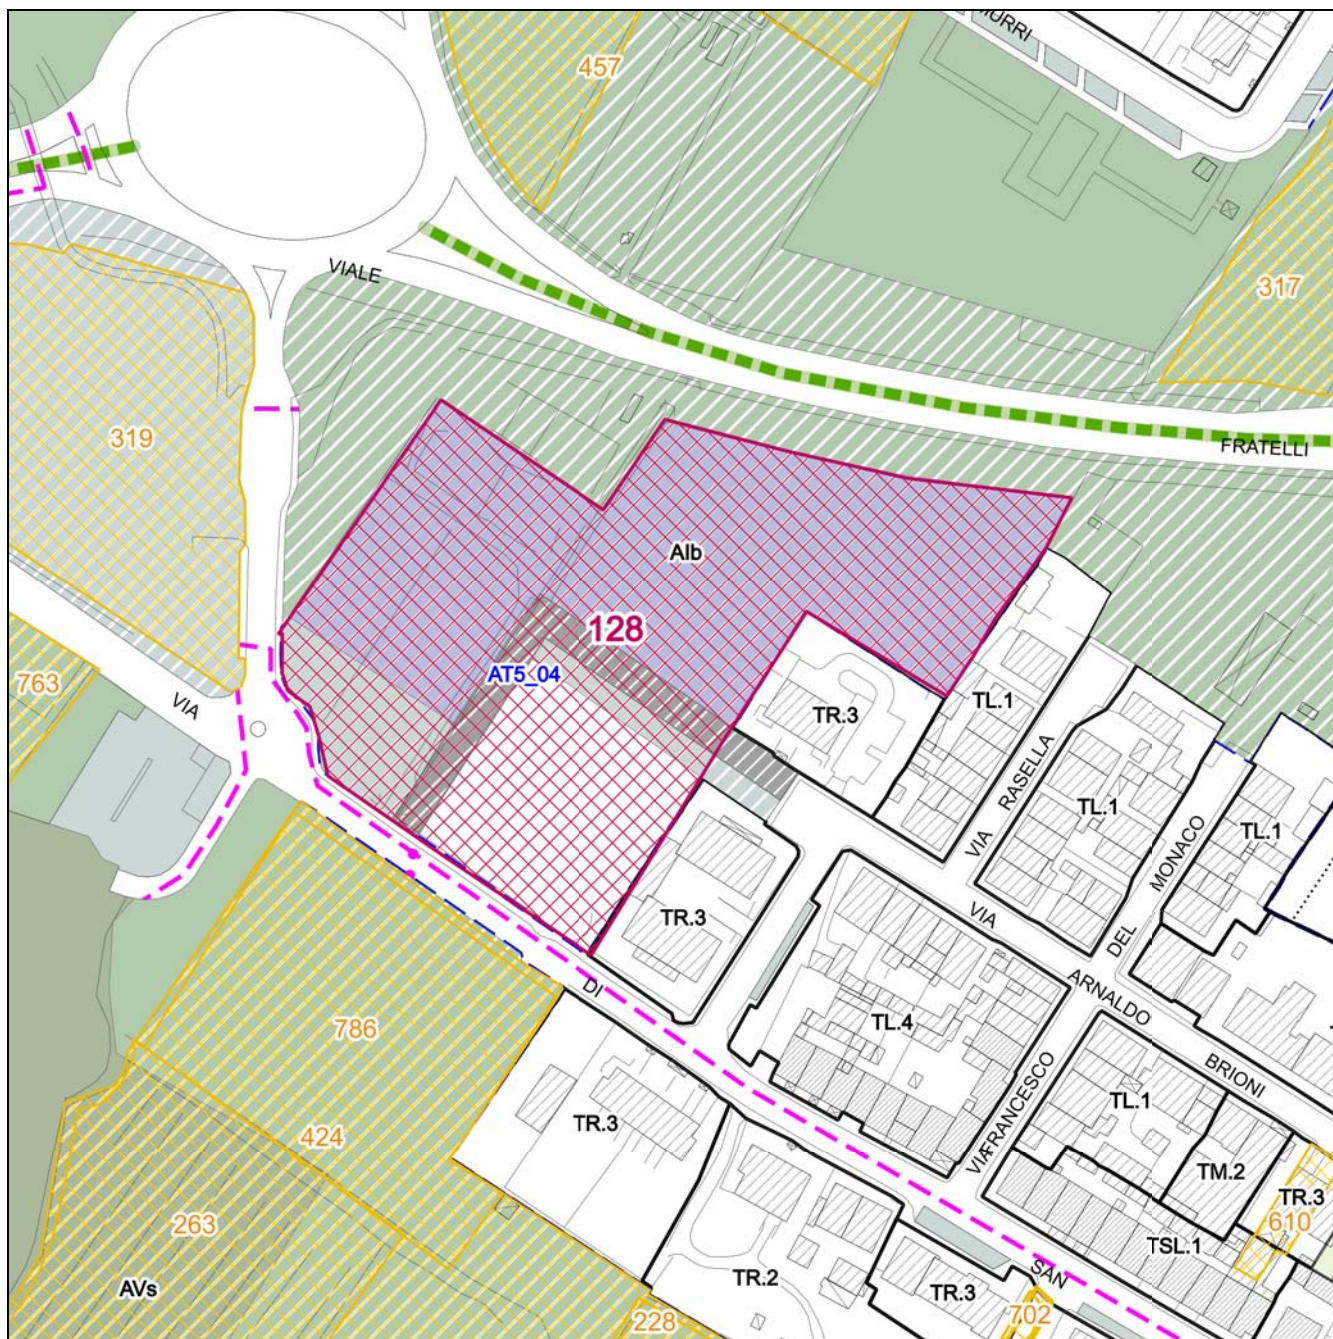 MURRI
457
VIALE
317
FRATELLI
319
AIb
128
AT5_04
763
VIA
TR.3
TL.1
VIA RASELLA
TL.1
TL.1
DEL MONACO
TR.3
VIA ARNALDO BRIONI
DI
TL.4
786
VIA FRANCESCO
TR.3
424
TL.1
TM.2
TR.3
610
263
AVs
TSL.1
SAN
TR.2
TR.3
702
228